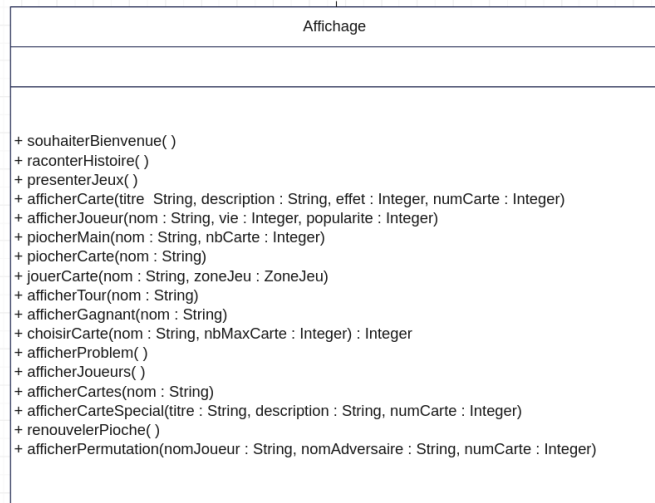 Affichage
+ souhaiterBienvenue( )
+ raconterHistoire( )
+ presenterJeux( )
+ afficherCarte(titre  String, description : String, effet : Integer, numCarte : Integer)
+ afficherJoueur(nom : String, vie : Integer, popularite : Integer)
+ piocherMain(nom : String, nbCarte : Integer)
+ piocherCarte(nom : String)
+ jouerCarte(nom : String, zoneJeu : ZoneJeu)
+ afficherTour(nom : String)
+ afficherGagnant(nom : String)
+ choisirCarte(nom : String, nbMaxCarte : Integer) : Integer
+ afficherProblem( )
+ afficherJoueurs( )
+ afficherCartes(nom : String)
+ afficherCarteSpecial(titre : String, description : String, numCarte : Integer)
+ renouvelerPioche( )
+ afficherPermutation(nomJoueur : String, nomAdversaire : String, numCarte : Integer)